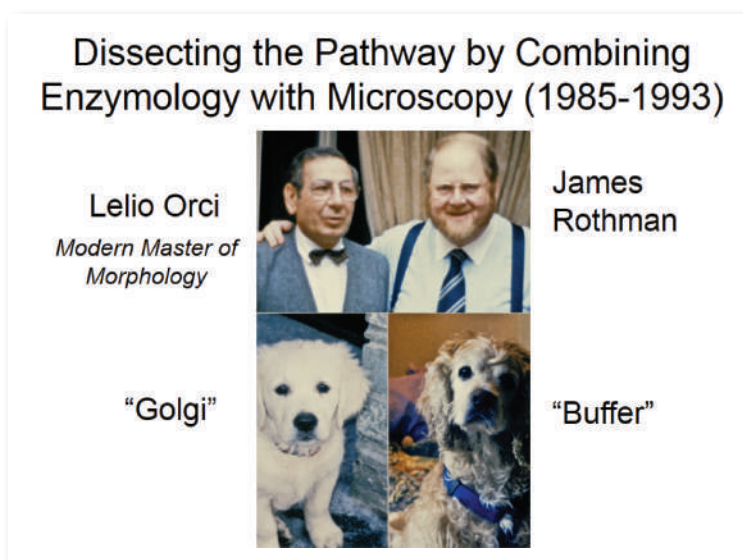 Dissecting the Pathway by Combining
Enzymology with Microscopy (1985-1993)
Lelio Orci
Modern Master of
Morphology
James
Rothman
“Golgi”
“Buffer”